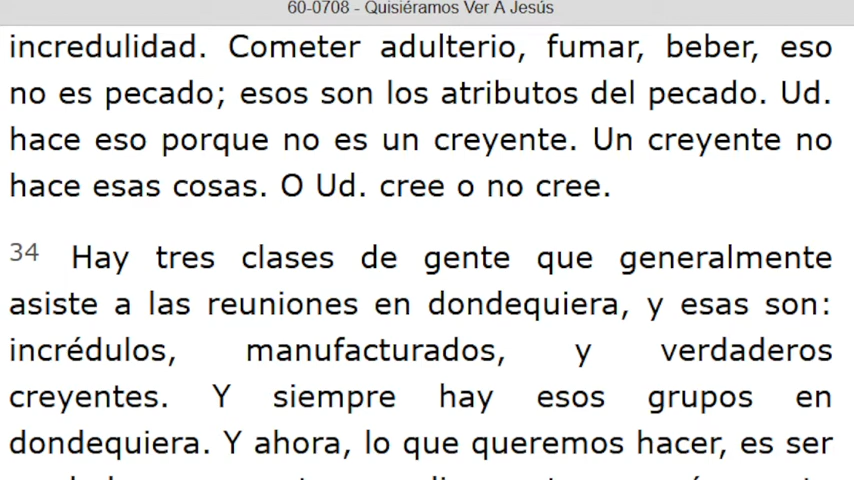 60-0708 - Quisiéramos Ver A Jesús
incredulidad. Cometer adulterio, fumar, beber, eso
no es pecado; esos son los atributos del pecado. Ud.
hace eso porque no es un creyente. Un creyente no
hace esas cosas. O Ud. cree o no cree.
34 Hay tres clases de gente que generalmente
asiste a las reuniones en dondequiera, y esas son:
incrédulos, manufacturados, y verdaderos
creyentes. Y siempre hay esos grupos en
dondequiera. Y ahora, lo que queremos hacer, es ser